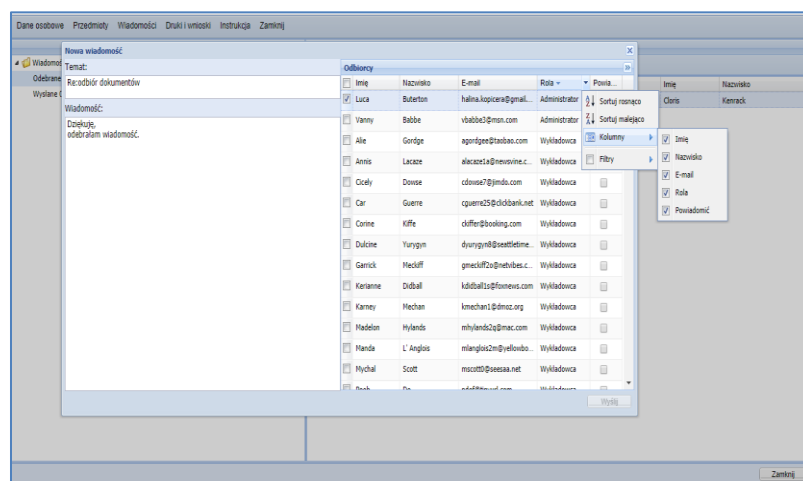 Dane osobowe Przedmioty Wiadomości Druki i wnioski Instrukcja Zamknij
Nowa wiadomość
Wiadomoś
Odebrane
Wysłane
Temat:
Re:odbiór dokumentów
Wiadomość:
Dziękuję,
odebrałam wiadomość.
Odbiorcy
Imię Nazwisko E-mail Rola Powia...
Luca Buterton halina.kopicera@gmail.... Administrator
Vanny Babbe vbabbe3@msn.com Administrator
Alie Gordge agordgee@taobao.com Wykładowca
Annis Lacaze alacaze1a@newsvine.c... Wykładowca
Cicely Dowse cdowse7@jimdo.com Wykładowca
Car Guerre cguerre25@clickbank.net Wykładowca
Corine Kiffe ckiffer@booking.com Wykładowca
Dulcine Yurygyn dyurygyn8@seattletime... Wykładowca
Garrick Meckiff gmeckiff2o@netvibes.c... Wykładowca
Kerianne Didball kdidball1s@foxnews.com Wykładowca
Karney Mechan kmechan1@dmoz.org Wykładowca
Madelon Hylands mhylands2q@mac.com Wykładowca
Manda L' Anglois mlanglois2m@yellowbo... Wykładowca
Mychal Scott mscott0@seesaa.net Wykładowca
Sortuj rosnąco
Sortuj malejąco
Kolumny
Filtry
Imię
Nazwisko
E-mail
Rola
Powiadomić
Imię Nazwisko
Cloris Kenrack
Wyślij
Zamknij